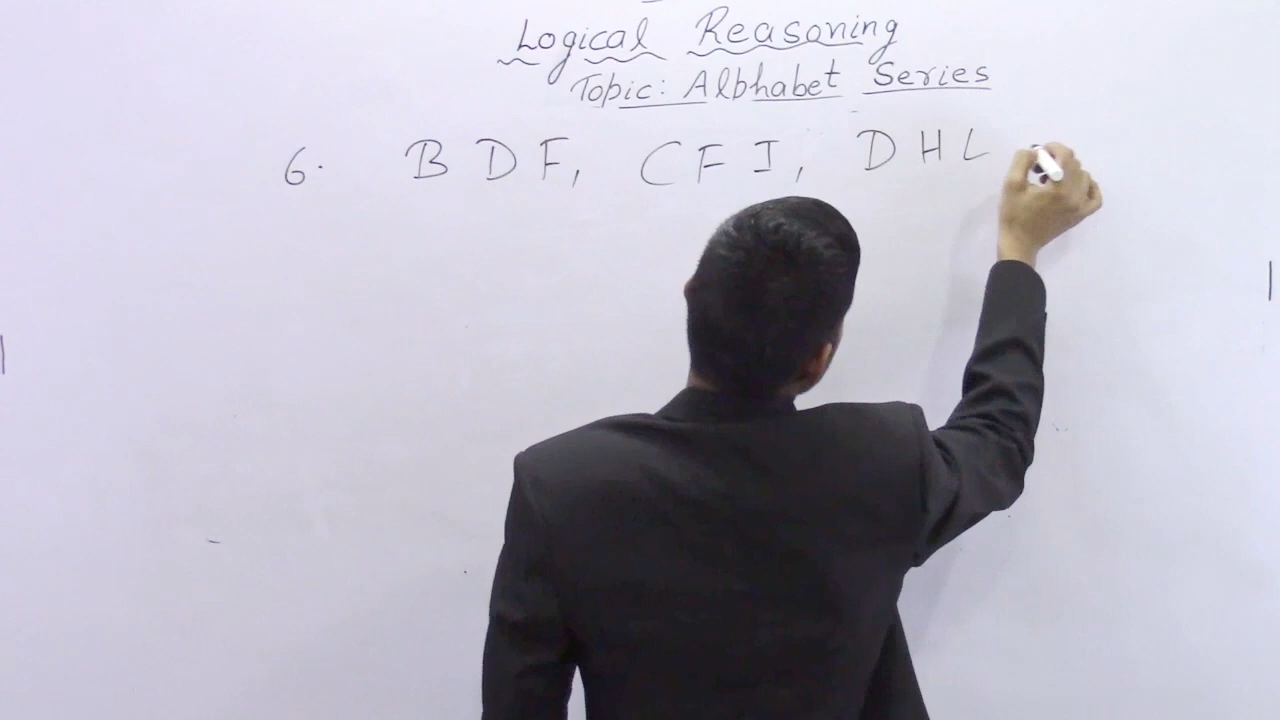 Logical Reasoning
Topic: Alphabet Series
6. B D F, C F I, D H L